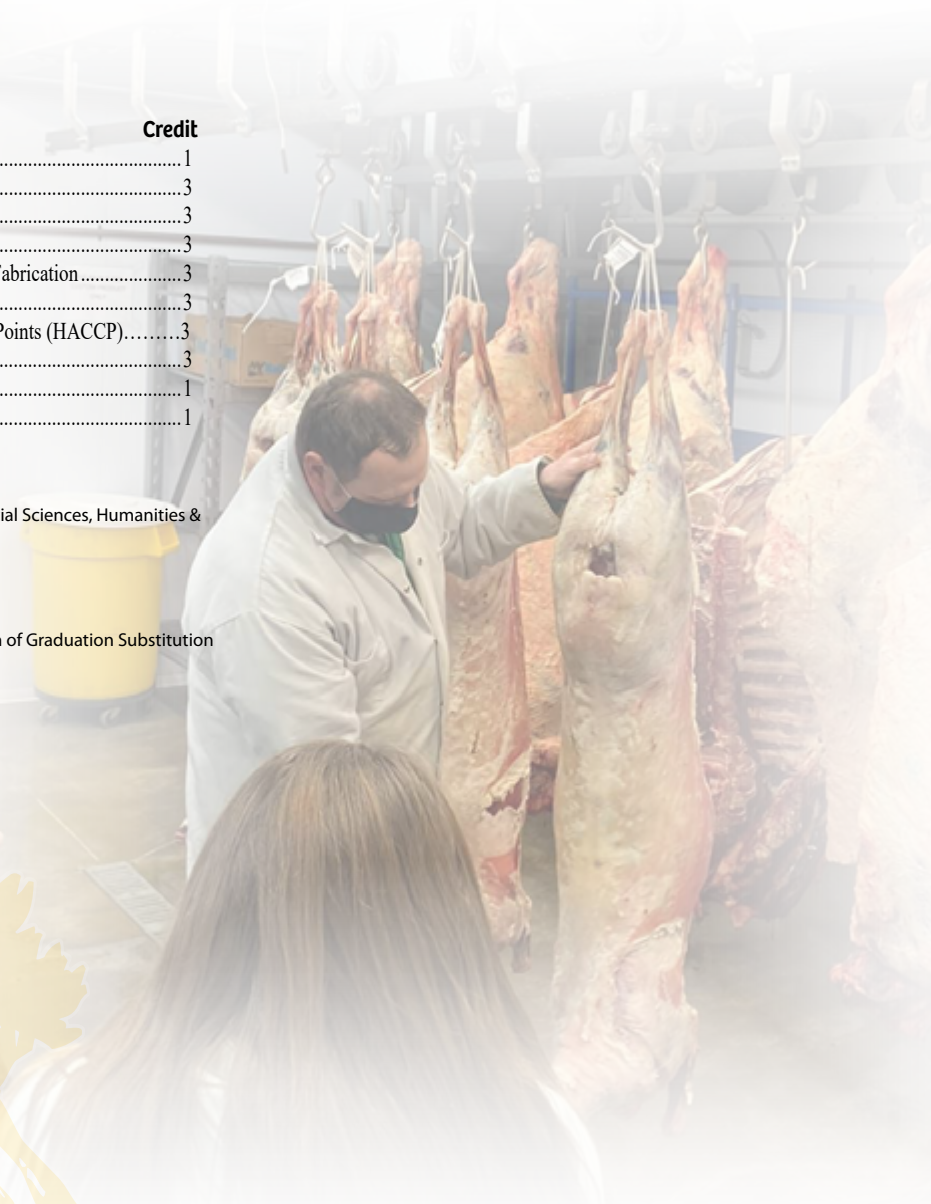 Credit
....................................1
....................................3
....................................3
....................................3
abrication....................3
....................................3
Points (HACCP).........3
....................................3
....................................1
....................................1
ial Sciences, Humanities &
of Graduation Substitution